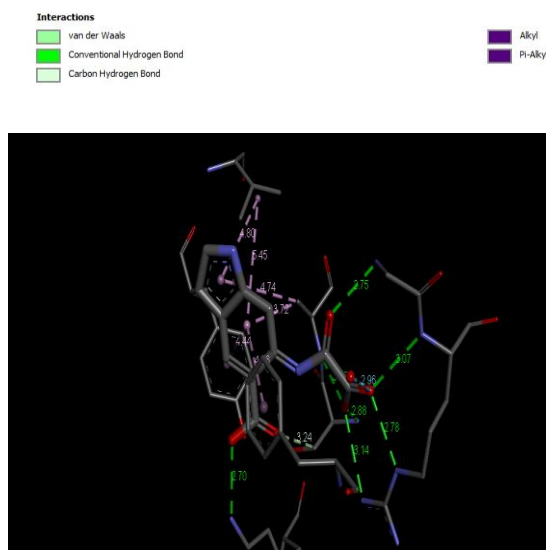 Interactions
van der Waals
Conventional Hydrogen Bond
Carbon Hydrogen Bond
Alkyl
Pi-Alky
4.80
5.45
4.74
3.72
2.75
4.44
2.96
3.07
2.88
2.78
3.24
3.14
2.70